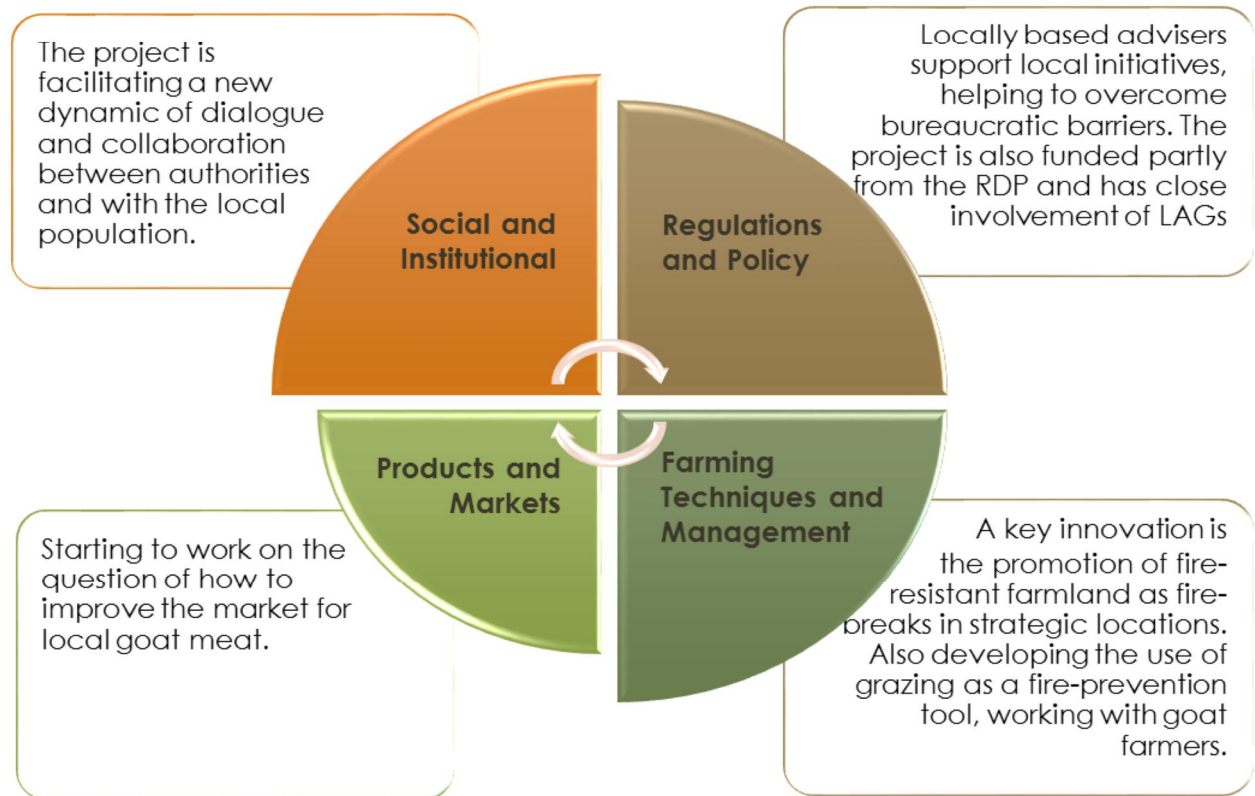 The project is
facilitating a new
dynamic of dialogue
and collaboration
between authorities
and with the local
population.
Social and
Institutional
Locally based advisers
support local initiatives,
helping to overcome
bureaucratic barriers. The
project is also funded partly
from the RDP and has close
involvement of LAGs
Regulations
and Policy
Products and
Markets
Starting to work on the
question of how to
improve the market for
local goat meat.
Farming
Techniques and
Management
A key innovation is
the promotion of fire-
resistant farmland as fire-
breaks in strategic locations.
Also developing the use of
grazing as a fire-prevention
tool, working with goat
farmers.